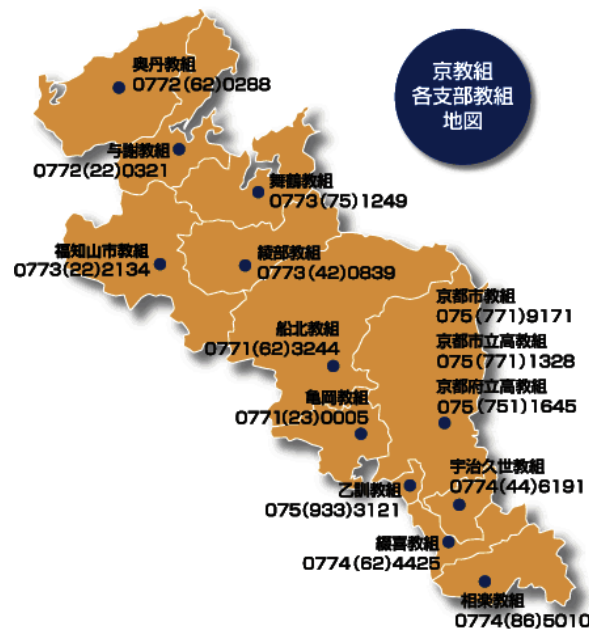 京教組
各支部教組
地図
奥丹教組
0772(62)0288
与謝教組
0772(22)0321
舞鶴教組
0773(75)1249
福知山市教組
0773(22)2134
綾部教組
0773(42)0839
京都市教組
075(771)9171
京都市立高教組
075(771)1328
京都府立高教組
075(751)1645
船北教組
0771(62)3244
亀岡教組
0771(23)0005
宇治久世教組
0774(44)6191
乙訓教組
075(933)3121
綴喜教組
0774(62)4425
相楽教組
0774(86)5010